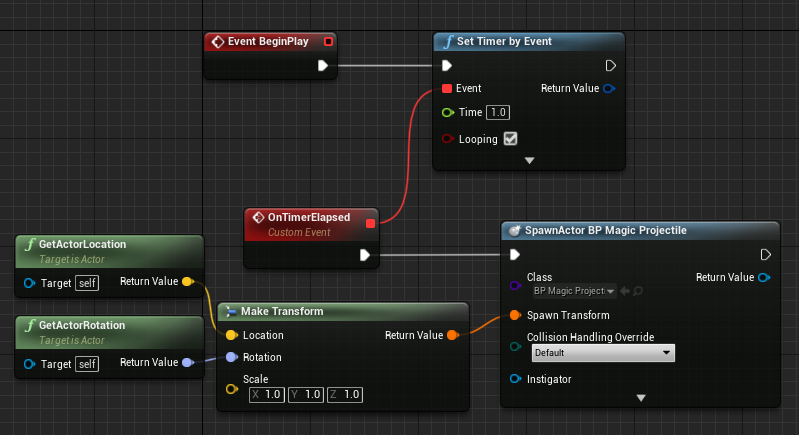 Event BeginPlay
Set Timer by Event
Event
Return Value
Time 1.0
Looping
OnTimerElapsed
Custom Event
GetActorLocation
Target is Actor
Target self
Return Value
GetActorRotation
Target is Actor
Target self
Return Value
Make Transform
Location
Return Value
Rotation
Scale
X 1.0 Y 1.0 Z 1.0
SpawnActor BP Magic Projectile
Class
Return Value
BP Magic Project
Spawn Transform
Collision Handling Override
Default
Instigator